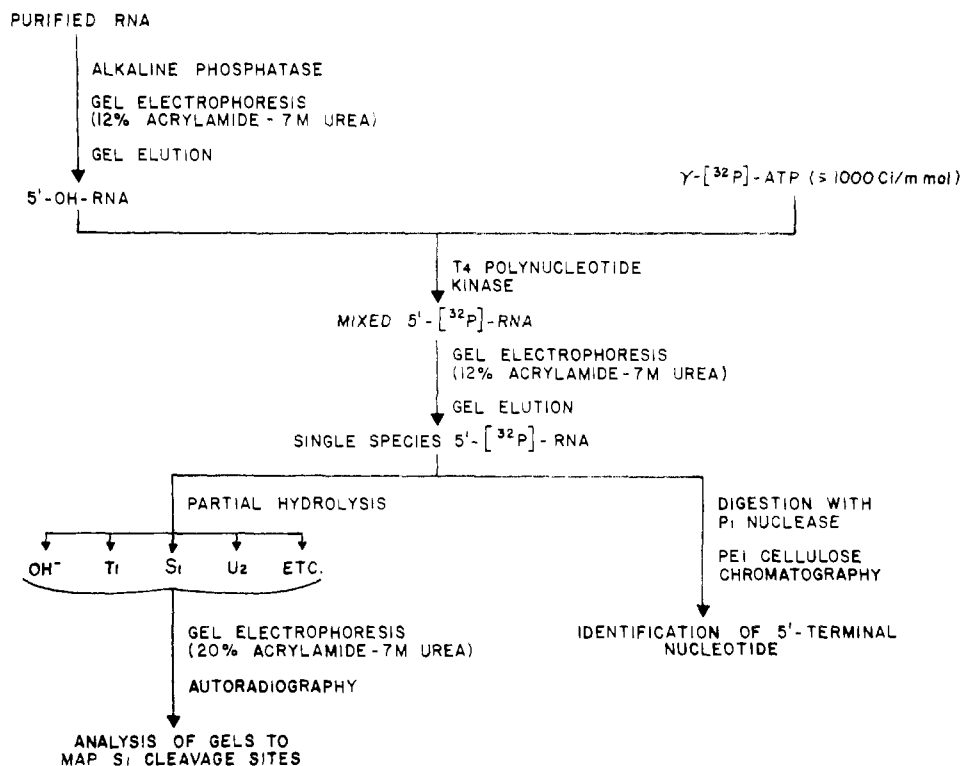 PURIFIED RNA
ALKALINE PHOSPHATASE
GEL ELECTROPHORESIS
(12% ACRYLAMIDE - 7M UREA)
GEL ELUTION
5'-OH-RNA
γ-[³²P]-ATP (≤ 1000 Ci/m mol)
T4 POLYNUCLEOTIDE
KINASE
MIXED 5'-[³²P]-RNA
GEL ELECTROPHORESIS
(12% ACRYLAMIDE-7M UREA)
GEL ELUTION
SINGLE SPECIES 5'-[³²P]-RNA
PARTIAL HYDROLYSIS
OH⁻ T1 S1 U2 ETC.
DIGESTION WITH
P1 NUCLEASE
PEI CELLULOSE
CHROMATOGRAPHY
GEL ELECTROPHORESIS
(20% ACRYLAMIDE-7M UREA)
AUTORADIOGRAPHY
IDENTIFICATION OF 5'-TERMINAL
NUCLEOTIDE
ANALYSIS OF GELS TO
MAP S1 CLEAVAGE SITES